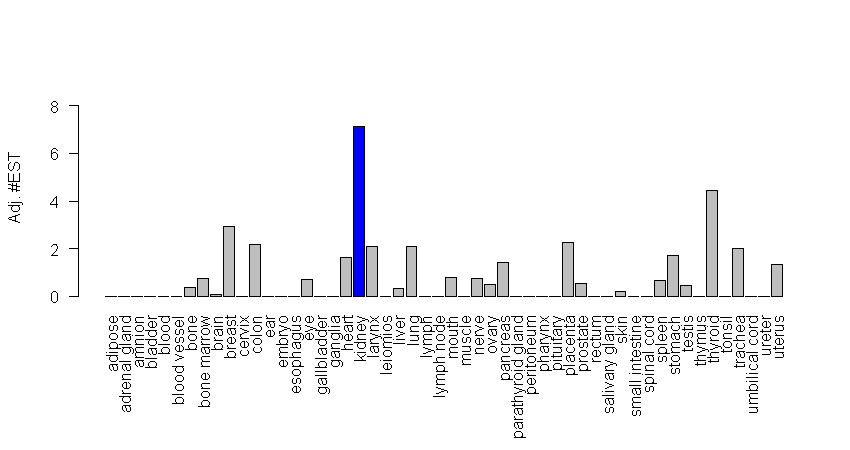 Adj. #EST
8
6
4
2
0
adipose
adrenal gland
amnion
bladder
blood
blood vessel
bone
bone marrow
brain
breast
cervix
colon
ear
embryo
esophagus
eye
gallbladder
ganglia
heart
kidney
larynx
leiomios
liver
lung
lymph
lymph node
mouth
muscle
nerve
ovary
pancreas
parathyroid gland
peritoneum
pharynx
pituitary
placenta
prostate
rectum
salivary gland
skin
small intestine
spinal cord
spleen
stomach
testis
thymus
thyroid
tonsil
trachea
umbilical cord
ureter
uterus